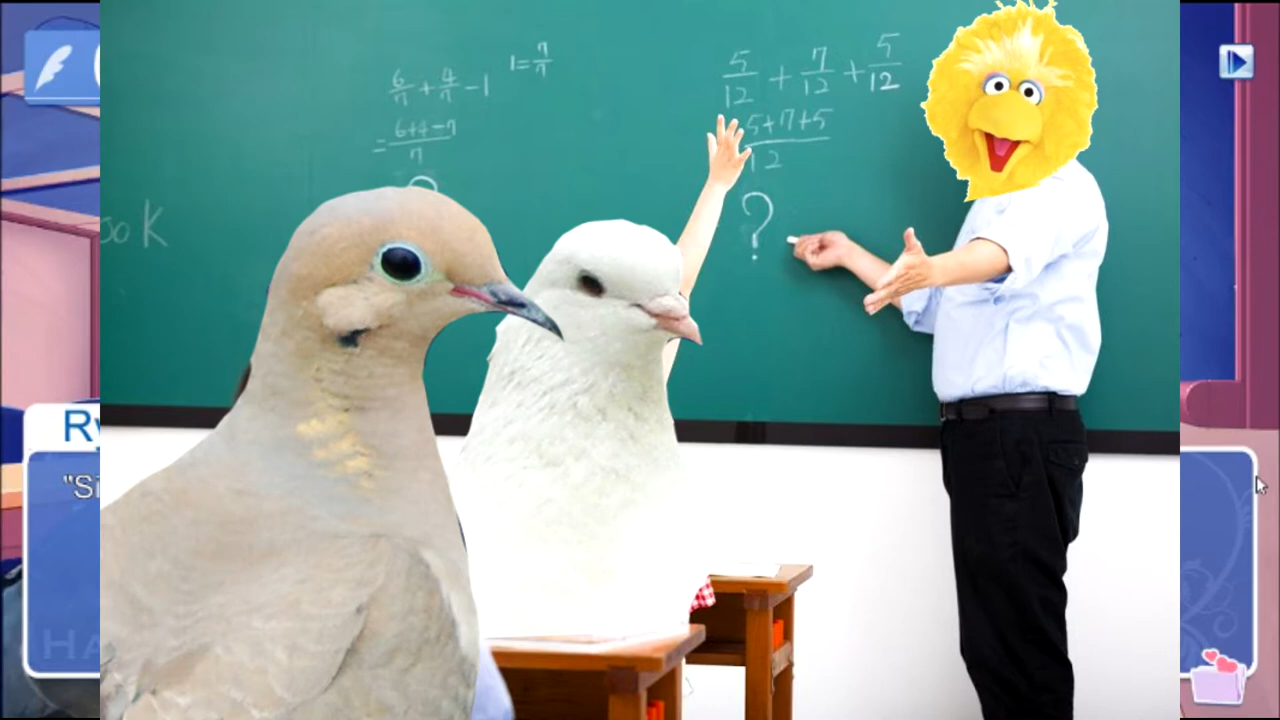 6/7 + 4/7 - 1
1 = 7/7
= 6+4-7/7
?
5/12 + 7/12 + 5/12
5+7+5/12
?
Ry
"Si
HA